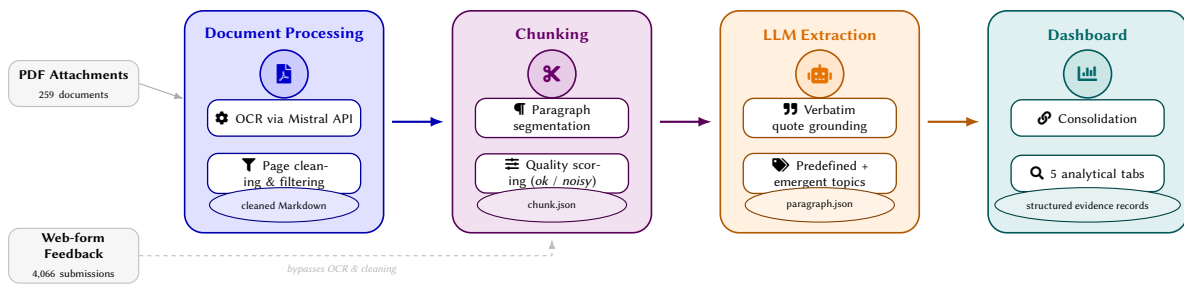 PDF Attachments
259 documents
Web-form
Feedback
4,066 submissions
Document Processing
OCR via Mistral API
Page clean-
ing & filtering
cleaned Markdown
bypasses OCR & cleaning
Chunking
Paragraph
segmentation
Quality scor-
ing (ok / noisy)
chunk.json
LLM Extraction
Verbatim
quote grounding
Predefined +
emergent topics
paragraph.json
Dashboard
Consolidation
5 analytical tabs
structured evidence records